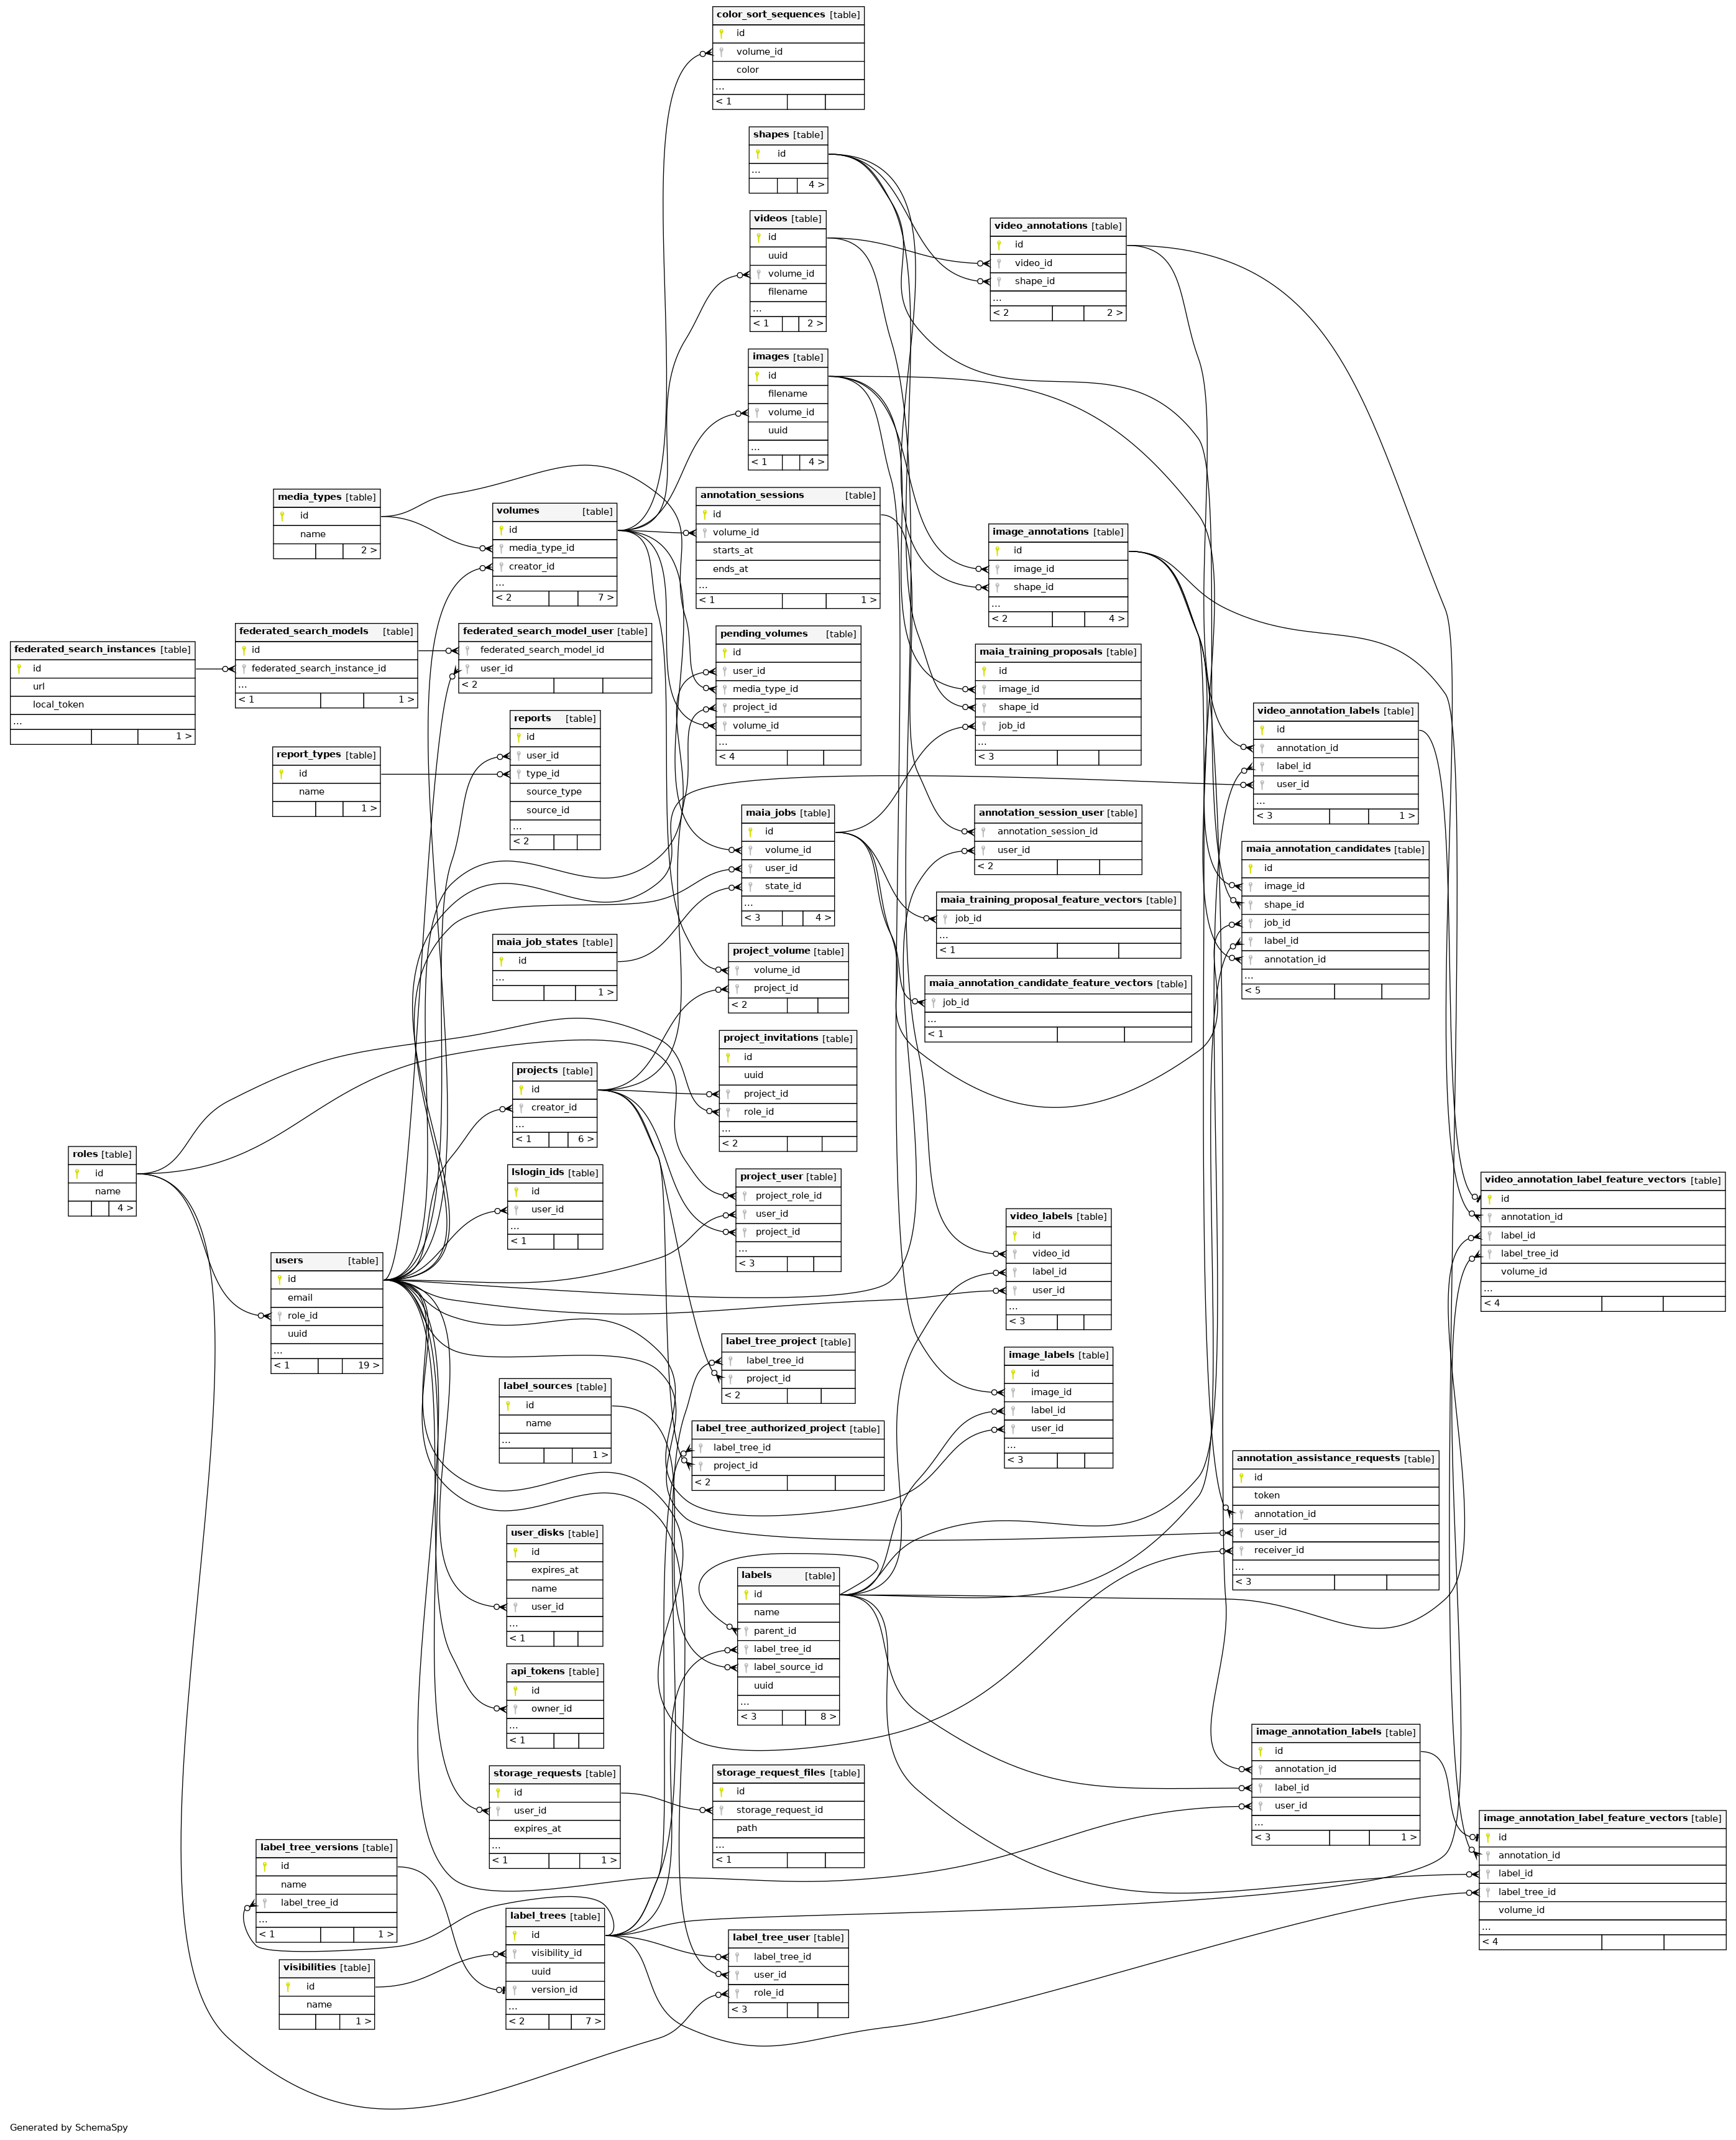 color_sort_sequences [table]
id
volume_id
color
...
< 1
shapes [table]
id
...
4 >
videos [table]
id
uuid
volume_id
filename
...
< 1 2 >
video_annotations [table]
id
video_id
shape_id
...
< 2 2 >
images [table]
id
filename
volume_id
uuid
...
< 1 4 >
media_types [table]
id
name
2 >
volumes [table]
id
media_type_id
creator_id
...
< 2 7 >
annotation_sessions [table]
id
volume_id
starts_at
ends_at
...
< 1 1 >
image_annotations [table]
id
image_id
shape_id
...
< 2 4 >
federated_search_instances [table]
id
url
local_token
...
1 >
federated_search_models [table]
id
federated_search_instance_id
...
< 1 1 >
federated_search_model_user [table]
federated_search_model_id
user_id
< 2
pending_volumes [table]
id
user_id
media_type_id
project_id
volume_id
...
< 4
maia_training_proposals [table]
id
image_id
shape_id
job_id
...
< 3
video_annotation_labels [table]
id
annotation_id
label_id
user_id
...
< 3 1 >
report_types [table]
id
name
1 >
reports [table]
id
user_id
type_id
source_type
source_id
...
< 2
maia_jobs [table]
id
volume_id
user_id
state_id
...
< 3 4 >
annotation_session_user [table]
annotation_session_id
user_id
< 2
maia_annotation_candidates [table]
id
image_id
shape_id
job_id
label_id
annotation_id
...
< 5
maia_training_proposal_feature_vectors [table]
job_id
...
< 1
maia_job_states [table]
id
...
1 >
project_volume [table]
volume_id
project_id
< 2
maia_annotation_candidate_feature_vectors [table]
job_id
...
< 1
project_invitations [table]
id
uuid
project_id
role_id
...
< 2
projects [table]
id
creator_id
...
< 1 6 >
roles [table]
id
name
4 >
lslogin_ids [table]
id
user_id
...
< 1
project_user [table]
project_role_id
user_id
project_id
...
< 3
video_annotation_label_feature_vectors [table]
id
annotation_id
label_id
label_tree_id
volume_id
...
< 4
users [table]
id
email
role_id
uuid
...
< 1 19 >
video_labels [table]
id
video_id
label_id
user_id
...
< 3
label_tree_project [table]
label_tree_id
project_id
< 2
image_labels [table]
id
image_id
label_id
user_id
...
< 3
label_sources [table]
id
name
...
1 >
label_tree_authorized_project [table]
label_tree_id
project_id
< 2
annotation_assistance_requests [table]
id
token
annotation_id
user_id
receiver_id
...
< 3
user_disks [table]
id
expires_at
name
user_id
...
< 1
labels [table]
id
name
parent_id
label_tree_id
label_source_id
uuid
...
< 3 8 >
api_tokens [table]
id
owner_id
...
< 1
image_annotation_labels [table]
id
annotation_id
label_id
user_id
...
< 3 1 >
storage_requests [table]
id
user_id
expires_at
...
< 1 1 >
storage_request_files [table]
id
storage_request_id
path
...
< 1
image_annotation_label_feature_vectors [table]
id
annotation_id
label_id
label_tree_id
volume_id
...
< 4
label_tree_versions [table]
id
name
label_tree_id
...
< 1 1 >
label_trees [table]
id
visibility_id
uuid
version_id
...
< 2 7 >
label_tree_user [table]
label_tree_id
user_id
role_id
< 3
visibilities [table]
id
name
1 >
Generated by SchemaSpy